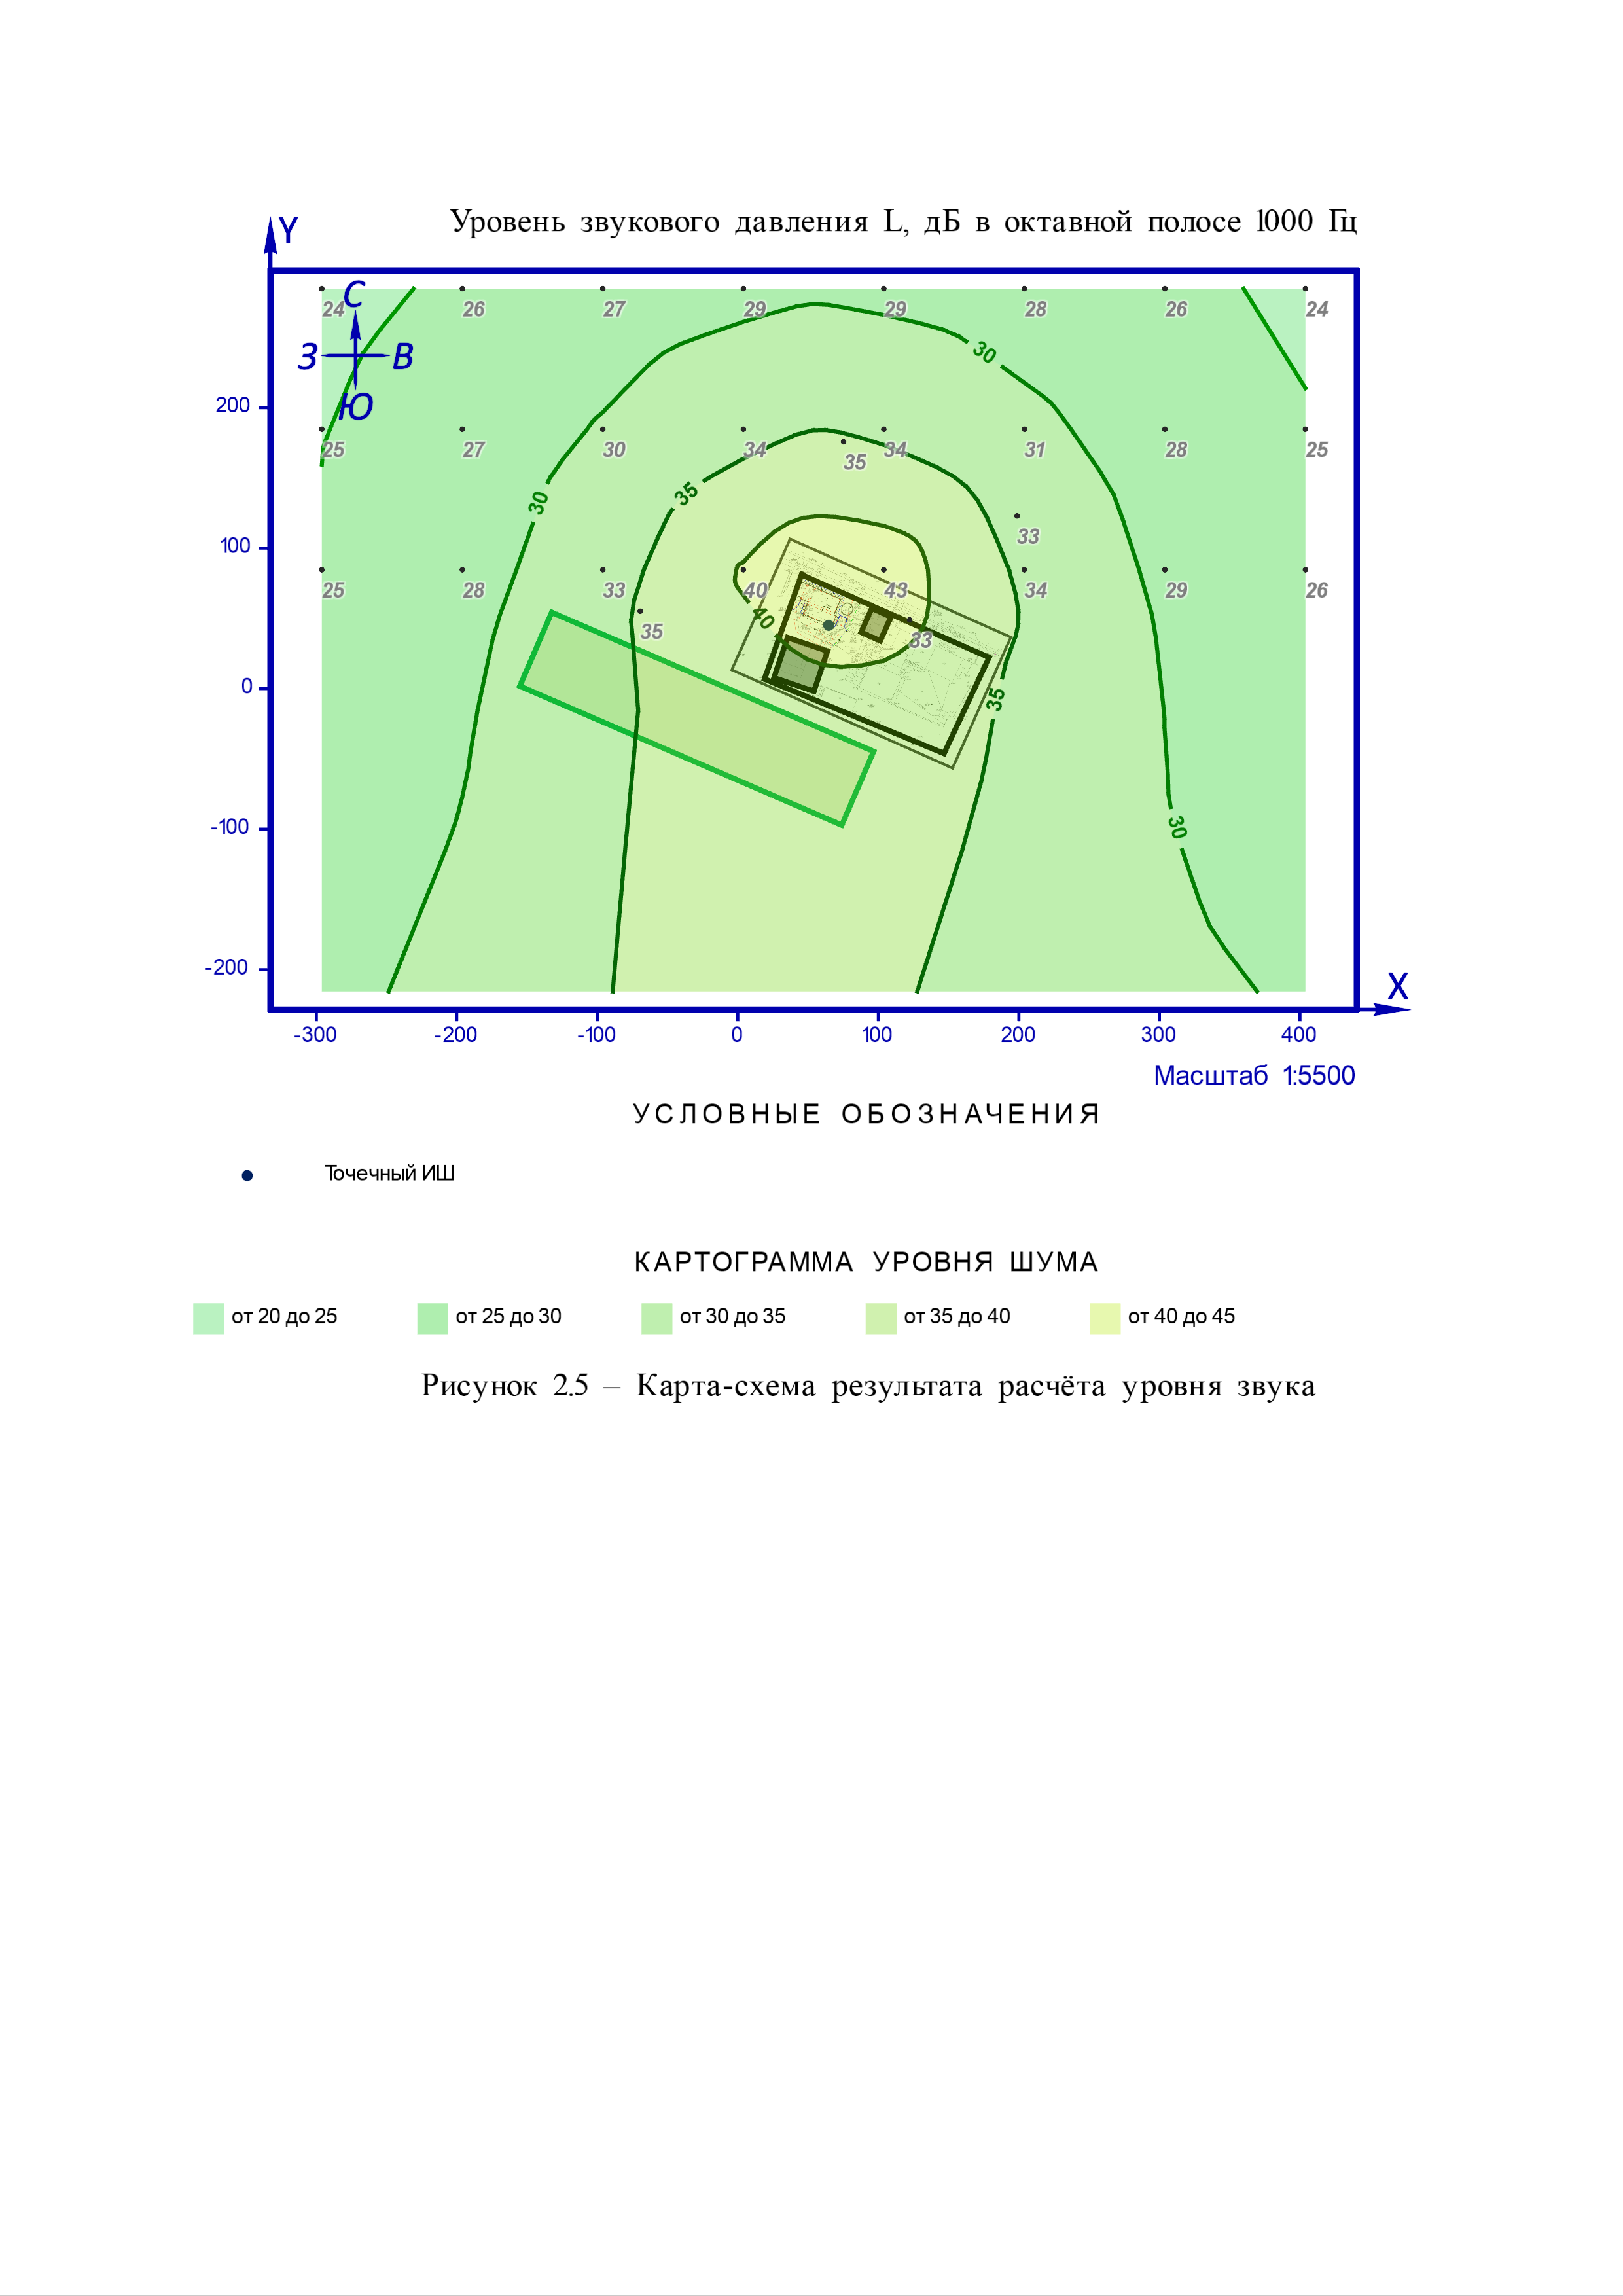 Уровень звукового давления L, дБ в октавной полосе 1000 Гц
Y
24 С 26 27 29 29 28 26 24
30
З В
Ю
200
25 27 30 34 35 34 31 28 25
35
30
33
100
25 28 33 40 43 34 29 26
40
35 33
0
35
-100
30
-200
X
-300 -200 -100 0 100 200 300 400
Масштаб 1:5500
УСЛОВНЫЕ ОБОЗНАЧЕНИЯ
Точечный ИШ
КАРТОГРАММА УРОВНЯ ШУМА
от 20 до 25 от 25 до 30 от 30 до 35 от 35 до 40 от 40 до 45
Рисунок 2.5 – Карта-схема результата расчёта уровня звука